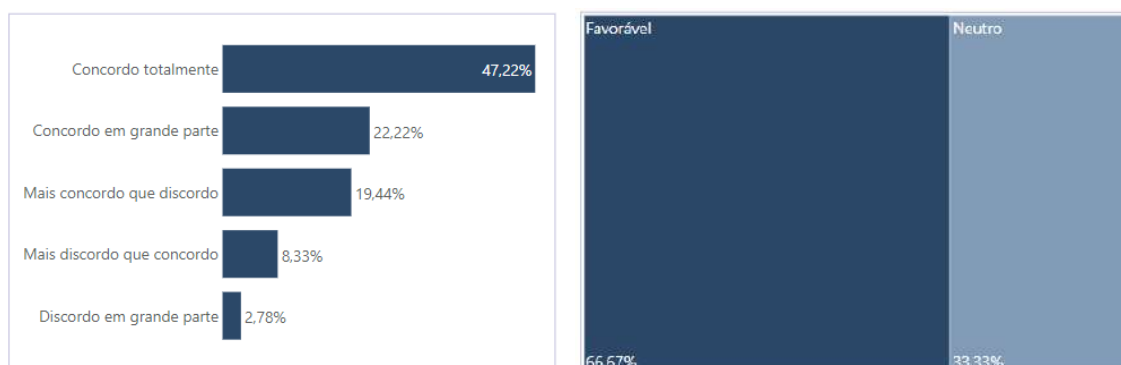 Concordo totalmente 47,22%
Concordo em grande parte 22,22%
Mais concordo que discordo 19,44%
Mais discordo que concordo 8,33%
Discordo em grande parte 2,78%
Favorável
66,67%
Neutro
33,33%